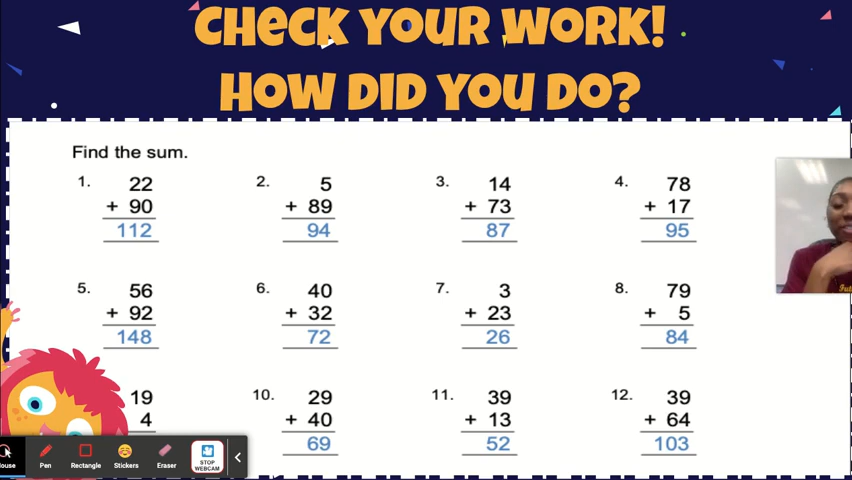 CHECK YOUR WORK!
HOW DID YOU DO?
Find the sum.
1. 22 2. 5 3. 14 4. 78
+ 90 + 89 + 73 + 17
112 94 87 95
5. 56 6. 40 7. 3 8. 79
+ 92 + 32 + 23 + 5
148 72 26 84
19 10. 29 11. 39 12. 39
4 + 40 + 13 + 64
69 52 103
Pen Rectangle Stickers Eraser STOP
WEBCAM